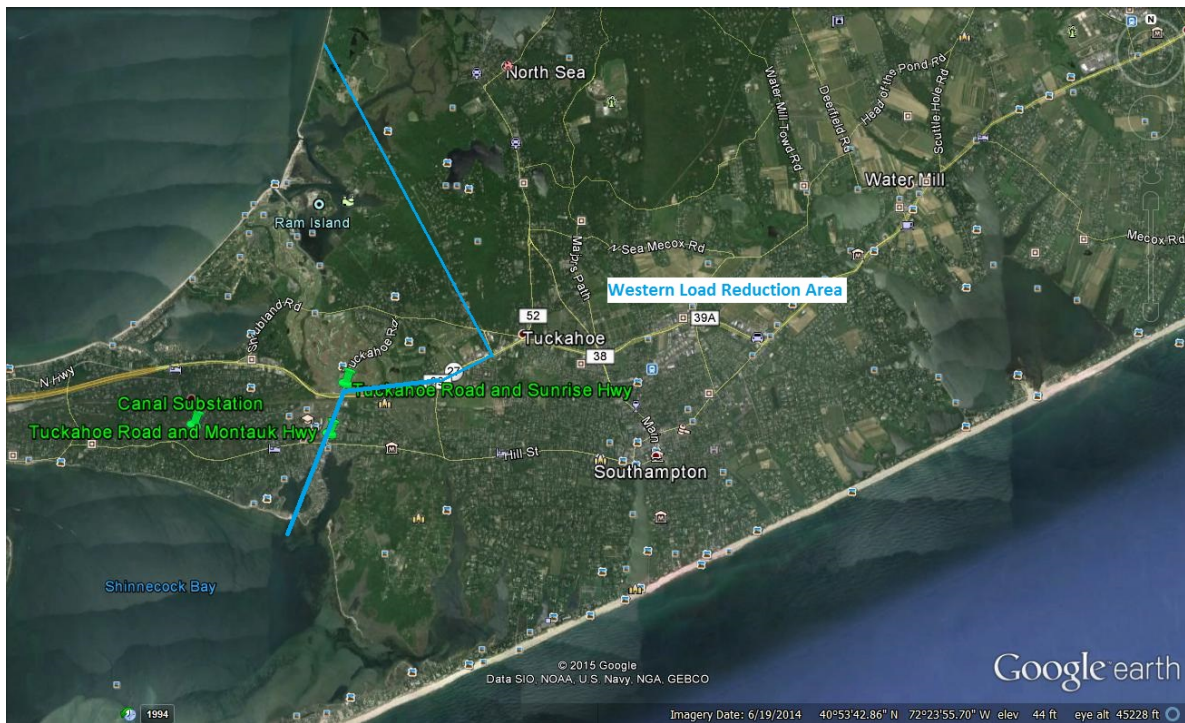 North Sea
Head of the Pond Rd
Water Mill Towd Rd
Deerfield Rd
Scuttle Hole Rd
Water Mill
Ram Island
Majors Path
Sea Mecox Rd
Mecox Rd
Western Load Reduction Area
Shrubland Rd
52
39A
Tuckahoe
Tuckahoe Rd
38
N Hwy
27
Tuckahoe Road and Sunrise Hwy
Canal Substation
Tuckahoe Road and Montauk Hwy
Hill St
Main
Southampton
Shinnecock Bay
© 2015 Google
Data SIO, NOAA, U.S. Navy, NGA, GEBCO
Google earth
1994
Imagery Date: 6/19/2014 40°53'42.86" N 72°23'55.70" W elev 44 ft eye alt 45228 ft
N